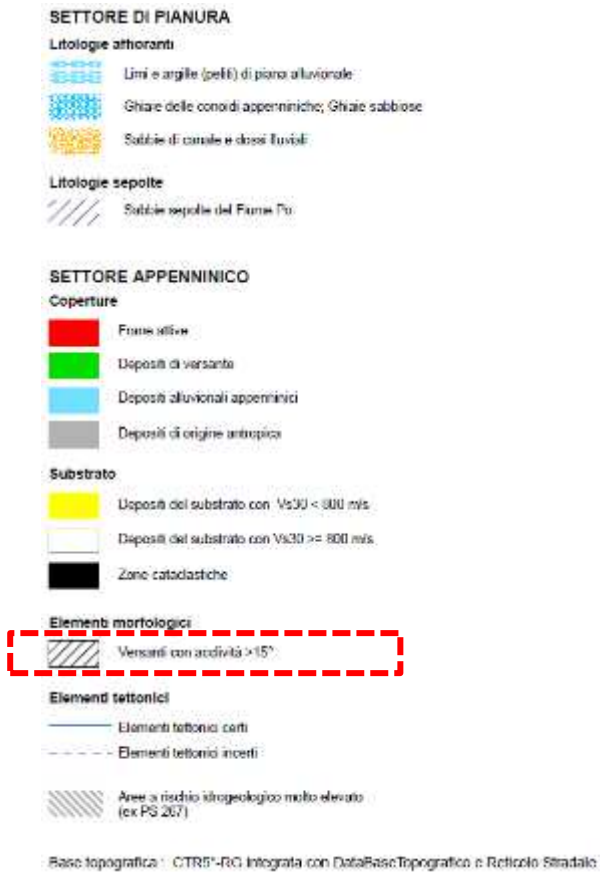 SETTORE DI PIANURA
Litologie affioranti
Limi e argille (peliti) di piana alluvionale
Ghiaie delle conoidi appenniniche; Ghiaie sabbiose
Sabbie di canale e dossi fluviali
Litologie sepolte
Sabbie sepolte del Fiume Po
SETTORE APPENNINICO
Coperture
Frane attive
Depositi di versante
Depositi alluvionali appenninici
Depositi di origine antropica
Substrato
Depositi del substrato con Vs30 < 800 m/s
Depositi del substrato con Vs30 >= 800 m/s
Zone cataclastiche
Elementi morfologici
Versanti con acclività >15°
Elementi tettonici
Elementi tettonici certi
Elementi tettonici incerti
Aree a rischio idrogeologico molto elevato
(ex PS 267)
Base topografica : CTR5°-RG integrata con DataBaseTopografico e Reticolo Stradale